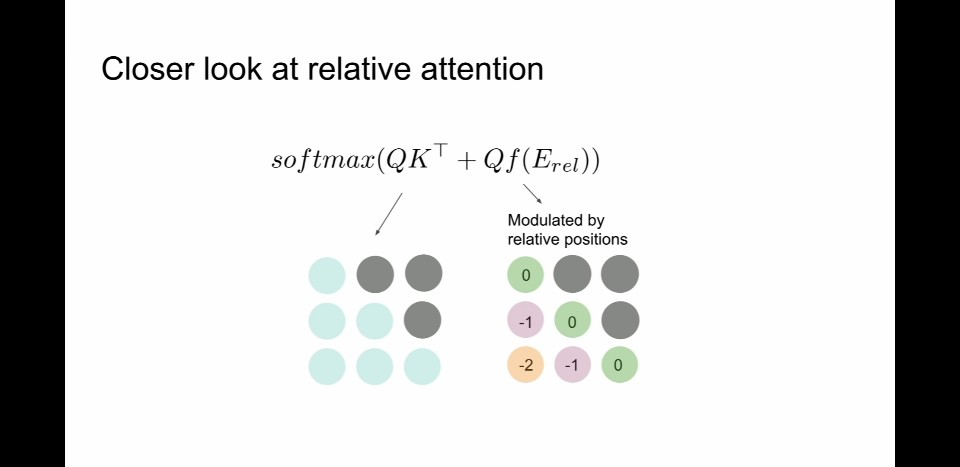 Closer look at relative attention
softmax(QK^⊤ + Qf(E_rel))
Modulated by
relative positions
0
-1 0
-2 -1 0